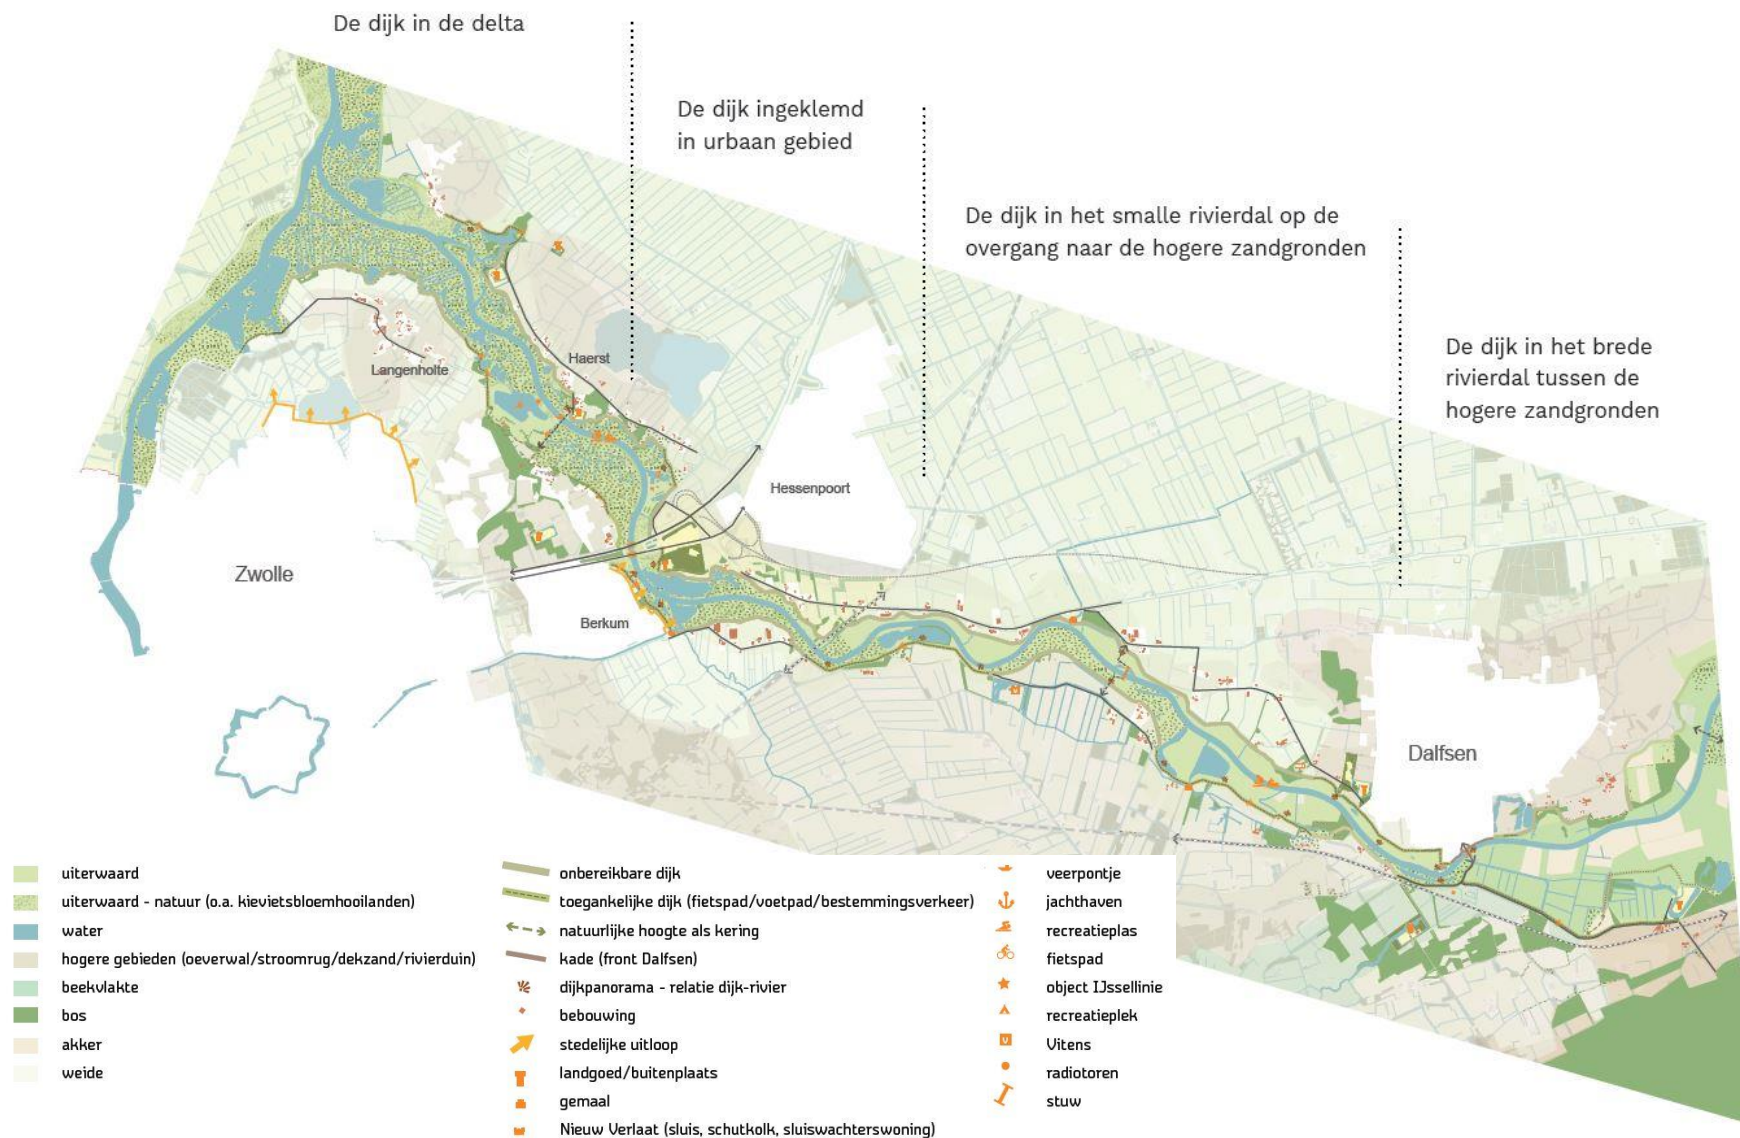 De dijk in de delta
De dijk ingeklemd
in urbaan gebied
De dijk in het smalle rivierdal op de
overgang naar de hogere zandgronden
De dijk in het brede
rivierdal tussen de
hogere zandgronden
Haerst
Langenholte
Hessenpoort
Zwolle
Berkum
Dalfsen
uiterwaard
uiterwaard - natuur (o.a. kievietsbloemhooilanden)
water
hogere gebieden (oeverwal/stroomrug/dekzand/rivierduin)
beekvlakte
bos
akker
weide
onbereikbare dijk
toegankelijke dijk (fietspad/voetpad/bestemmingsverkeer)
natuurlijke hoogte als kering
kade (front Dalfsen)
dijkpanorama - relatie dijk-rivier
bebouwing
stedelijke uitloop
landgoed/buitenplaats
gemaal
Nieuw Verlaat (sluis, schutkolk, sluiswachterswoning)
veerpontje
jachthaven
recreatieplas
fietspad
object IJssellinie
recreatieplek
Vitens
radiotoren
stuw